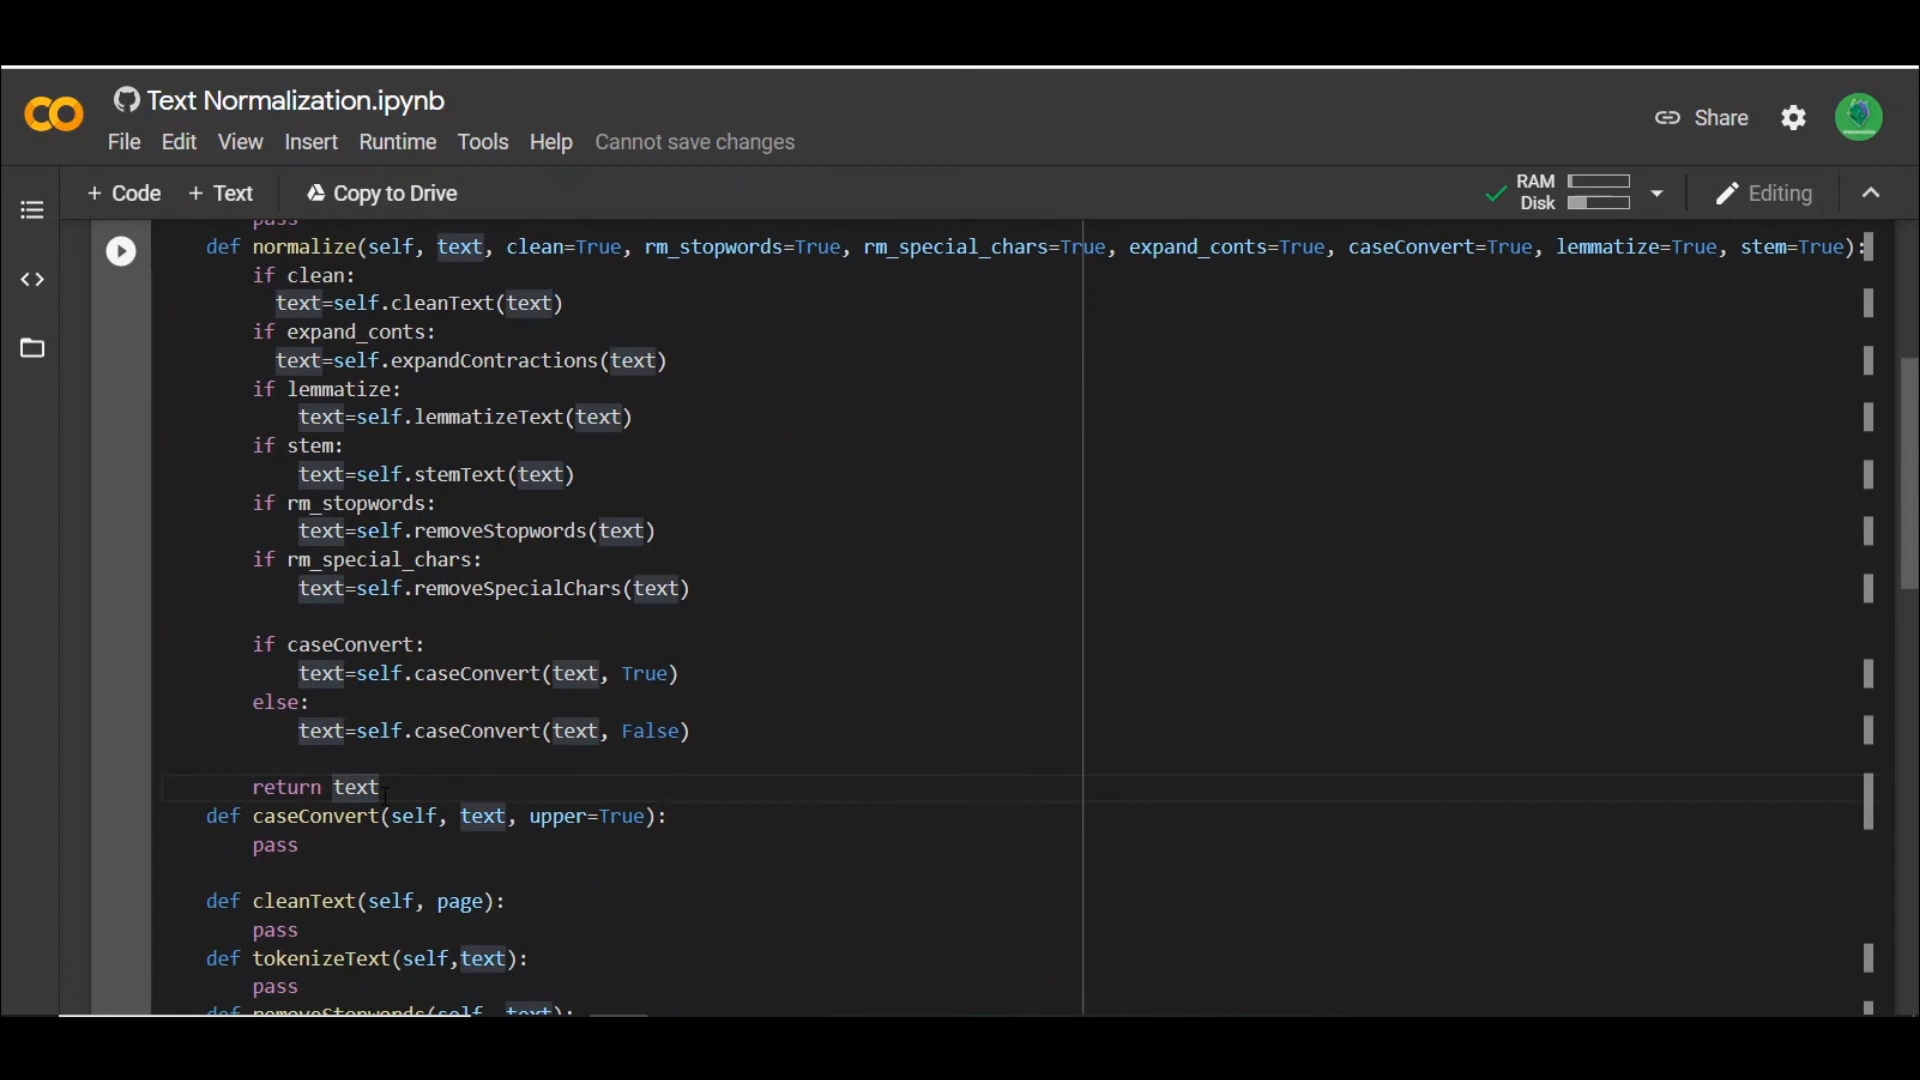 Text Normalization.ipynb
File Edit View Insert Runtime Tools Help Cannot save changes
Share
+ Code + Text Copy to Drive
RAM
Disk
Editing
pass
def normalize(self, text, clean=True, rm_stopwords=True, rm_special_chars=True, expand_conts=True, caseConvert=True, lemmatize=True, stem=True):
if clean:
text=self.cleanText(text)
if expand_conts:
text=self.expandContractions(text)
if lemmatize:
text=self.lemmatizeText(text)
if stem:
text=self.stemText(text)
if rm_stopwords:
text=self.removeStopwords(text)
if rm_special_chars:
text=self.removeSpecialChars(text)
if caseConvert:
text=self.caseConvert(text, True)
else:
text=self.caseConvert(text, False)
return text
def caseConvert(self, text, upper=True):
pass
def cleanText(self, page):
pass
def tokenizeText(self,text):
pass
def removeStopwords(self, text):